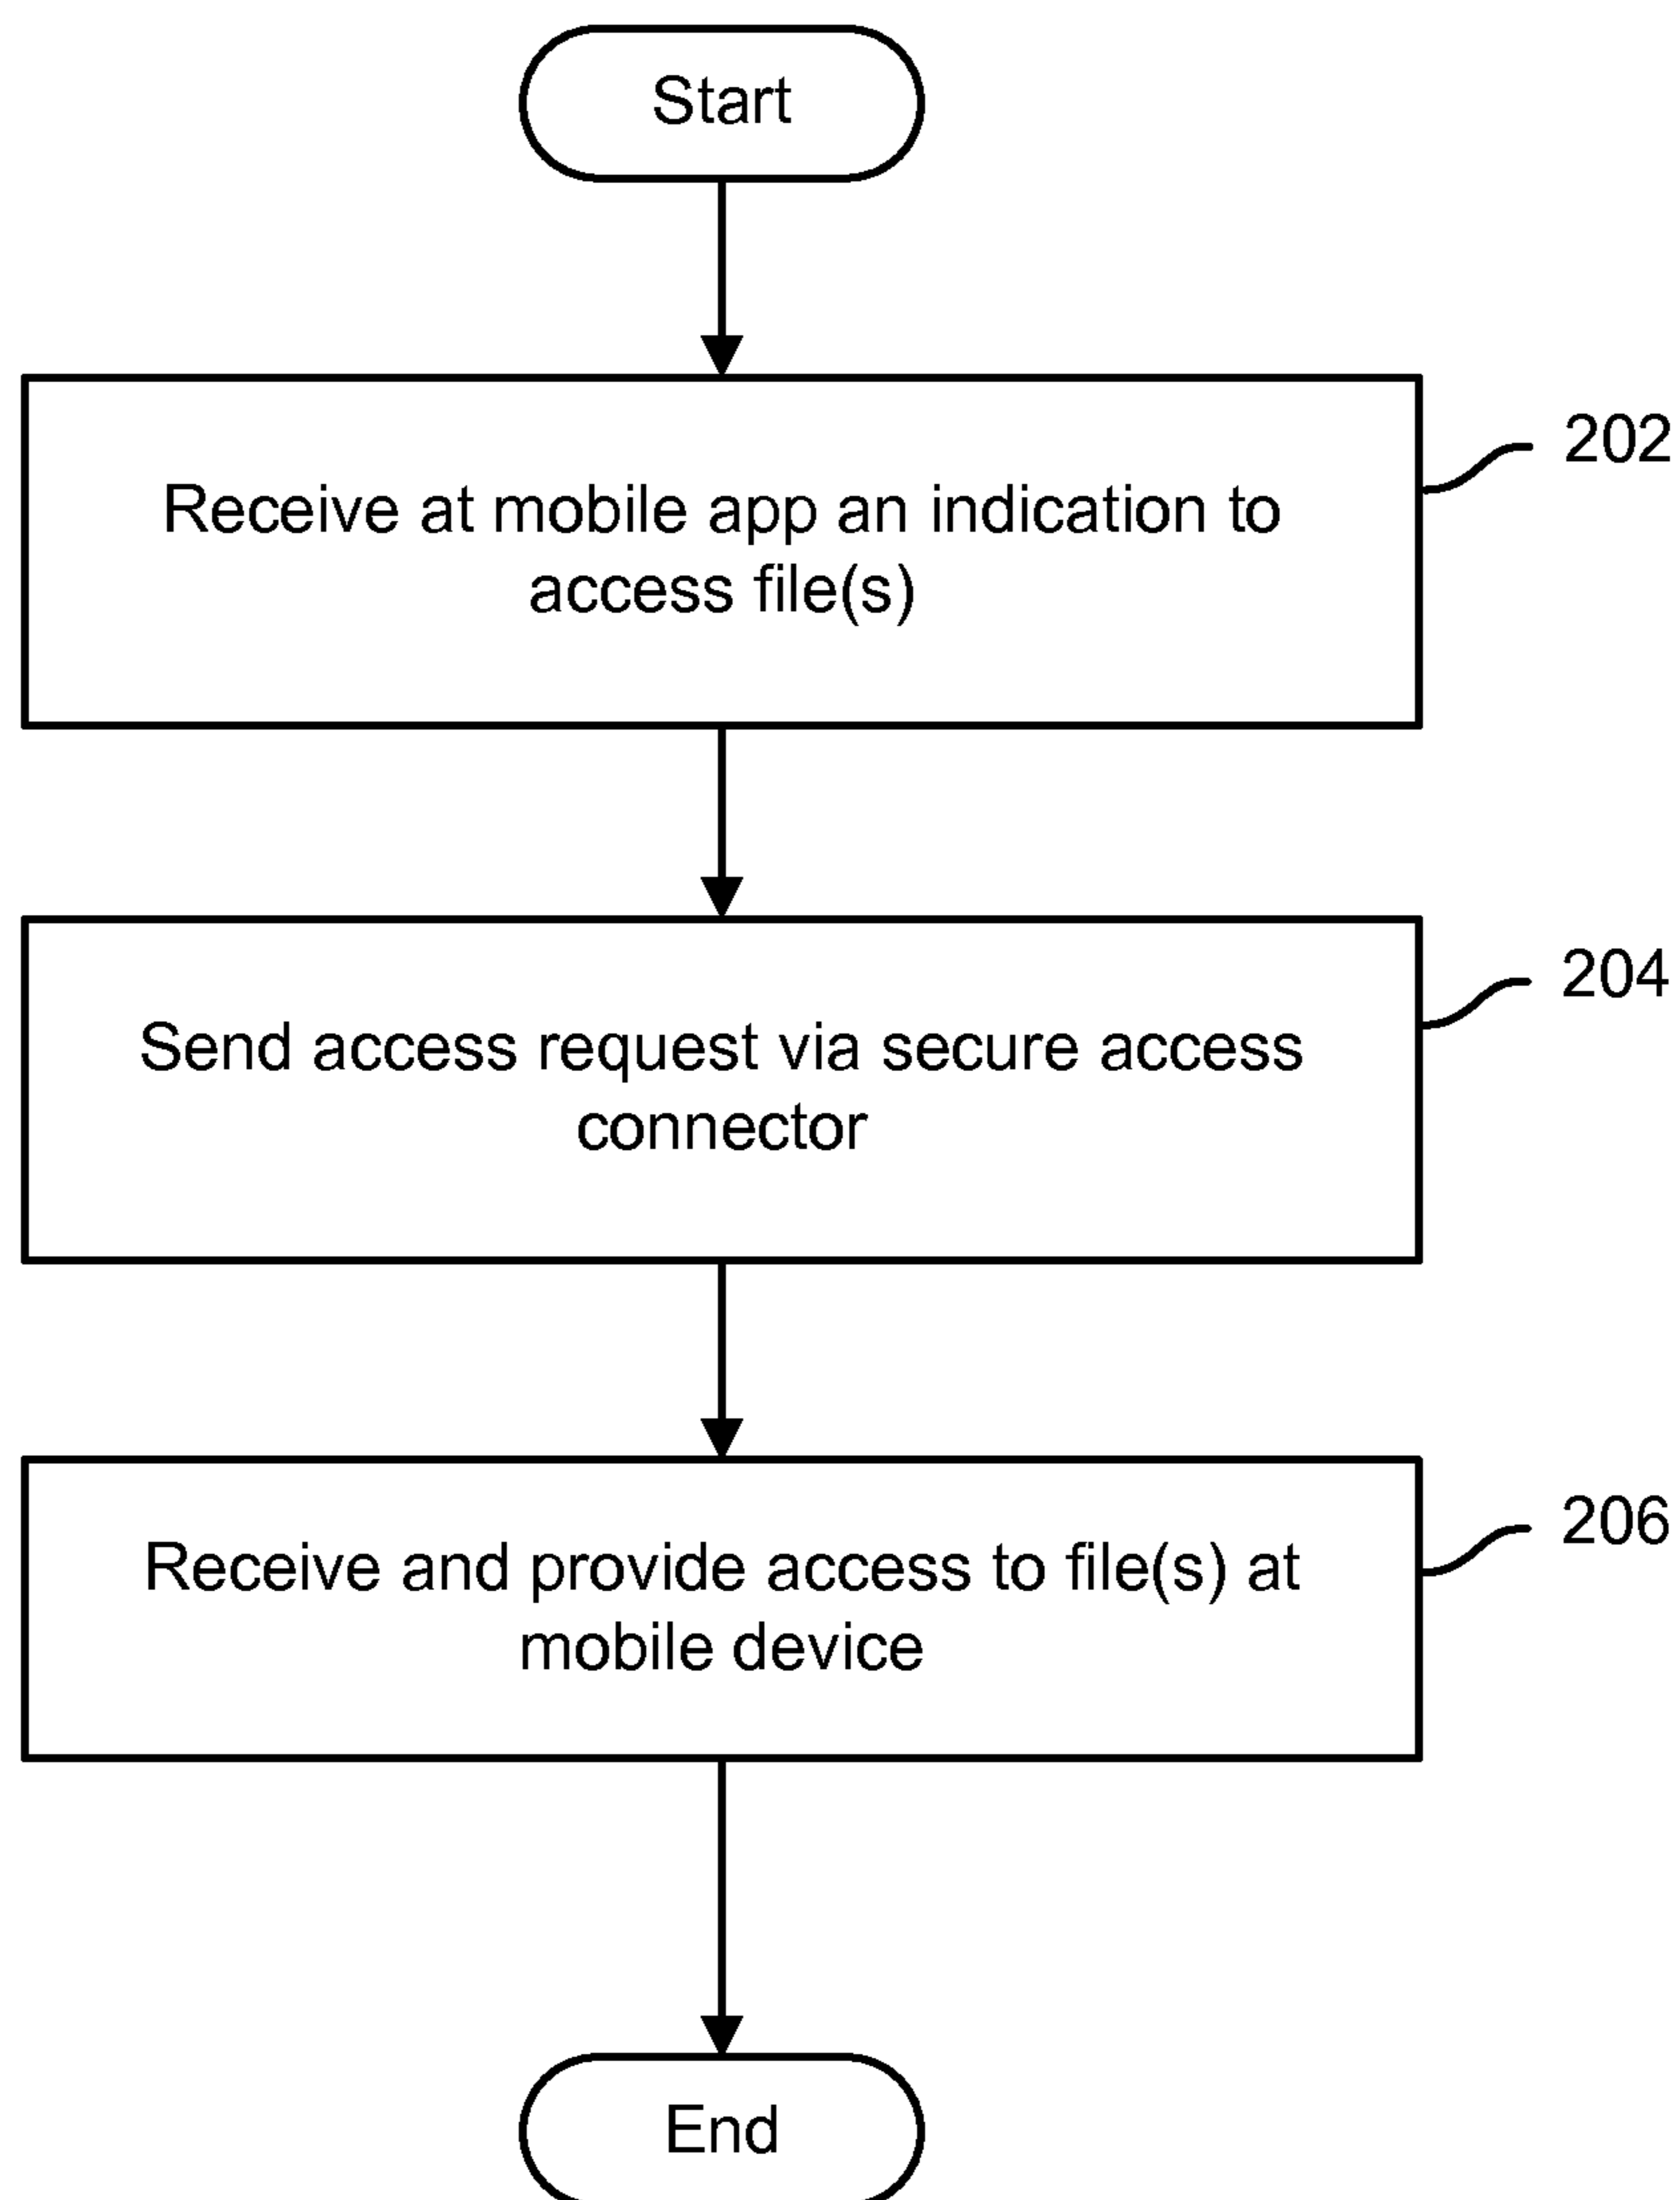 Start
202
Receive at mobile app an indication to
access file(s)
204
Send access request via secure access
connector
206
Receive and provide access to file(s) at
mobile device
End